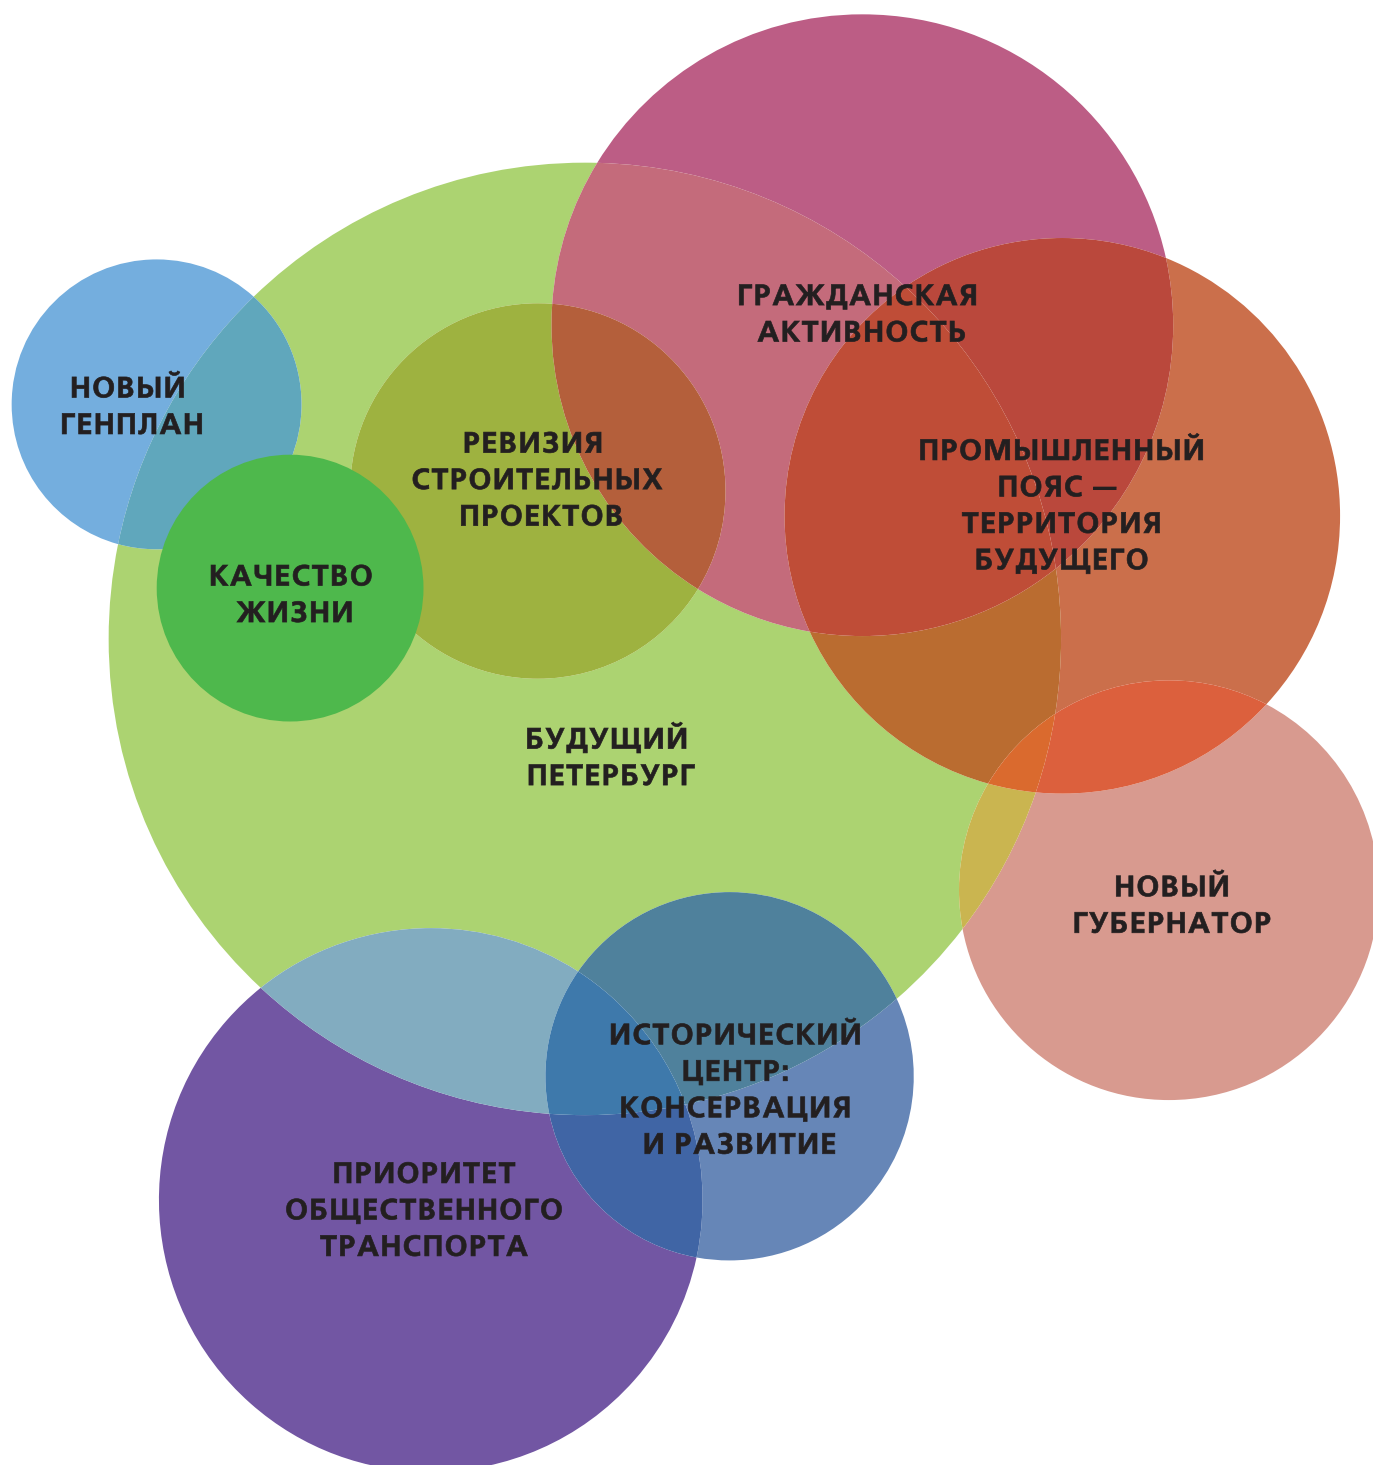 ГРАЖДАНСКАЯ
АКТИВНОСТЬ
НОВЫЙ
ГЕНПЛАН
РЕВИЗИЯ
СТРОИТЕЛЬНЫХ
ПРОЕКТОВ
ПРОМЫШЛЕННЫЙ
ПОЯС —
ТЕРРИТОРИЯ
БУДУЩЕГО
КАЧЕСТВО
ЖИЗНИ
БУДУЩИЙ
ПЕТЕРБУРГ
НОВЫЙ
ГУБЕРНАТОР
ИСТОРИЧЕСКИЙ
ЦЕНТР:
КОНСЕРВАЦИЯ
И РАЗВИТИЕ
ПРИОРИТЕТ
ОБЩЕСТВЕННОГО
ТРАНСПОРТА